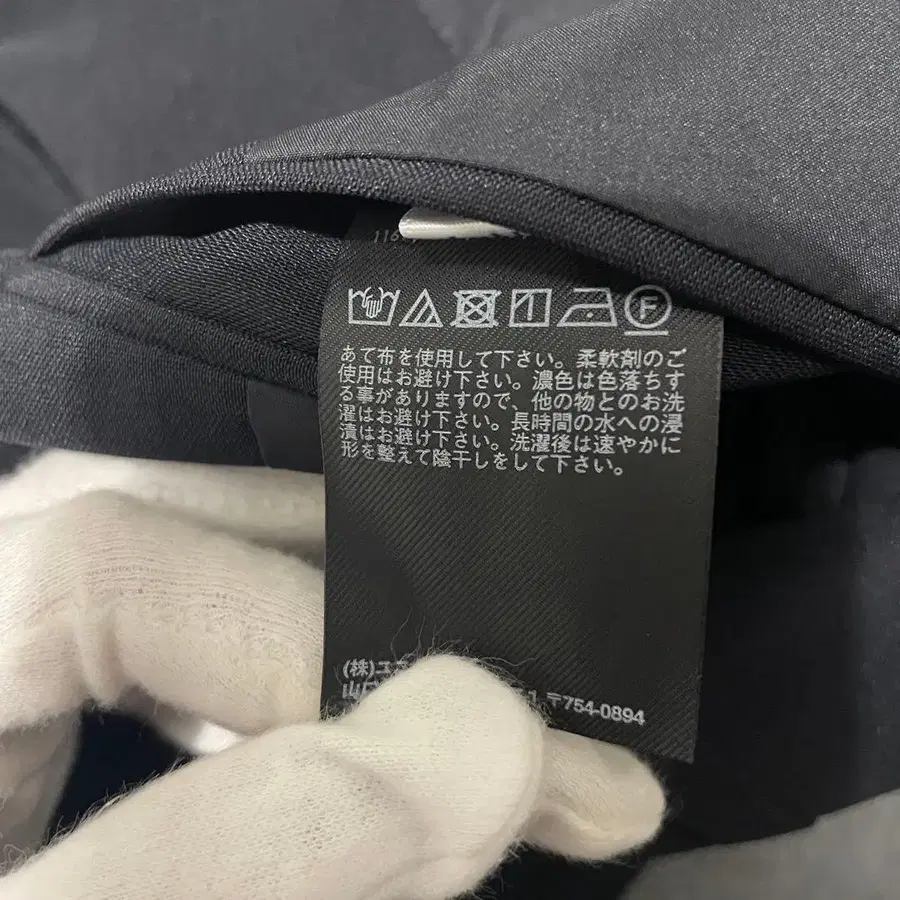 F
あて布を使用して下さい。柔軟剤のご
使用はお避け下さい。濃色は色落ちす
る事がありますので、他の物とのお洗
濯はお避け下さい。長時間の水への浸
漬はお避け下さい。洗濯後は速やかに
形を整えて陰干しをして下さい。
(株)ユニ
山口
1 〒754-0894